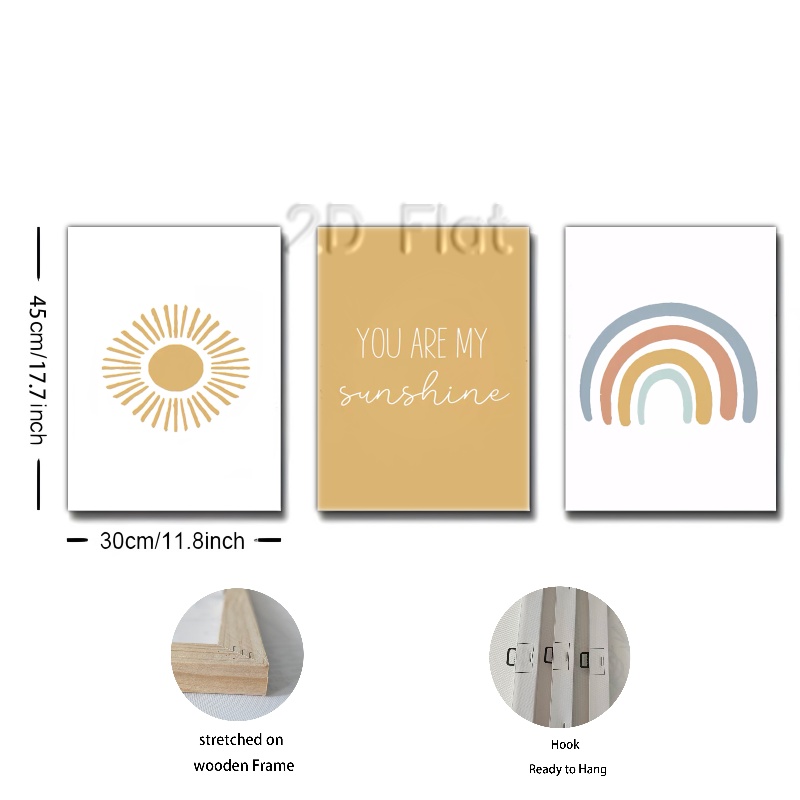 2D Flat
YOU ARE MY
sunshine
45cm/17.7inch
30cm/11.8inch
stretched on
wooden Frame
Hook
Ready to Hang